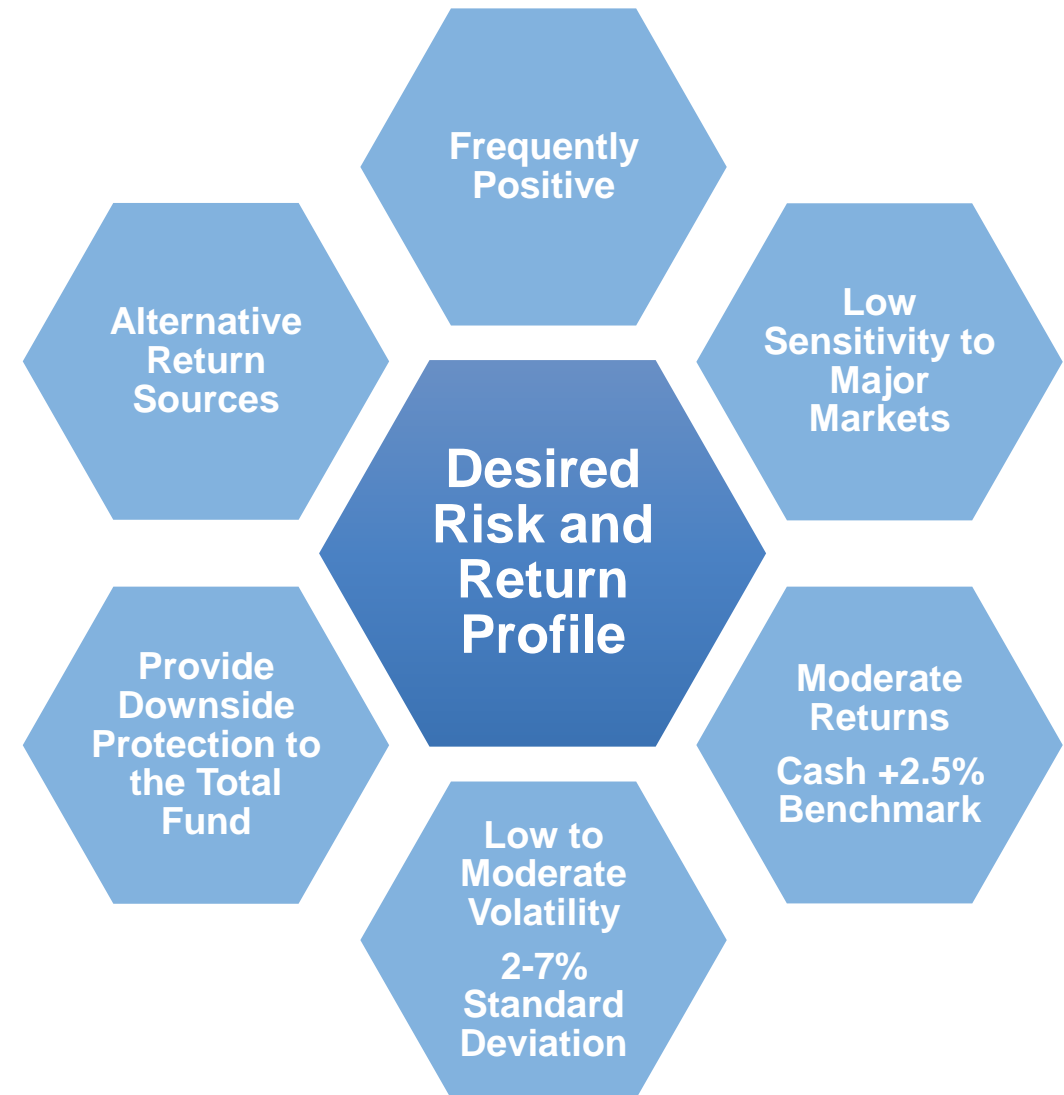 Frequently
Positive
Alternative
Return
Sources
Low
Sensitivity to
Major
Markets
Desired
Risk and
Return
Profile
Provide
Downside
Protection to
the Total
Fund
Moderate
Returns
Cash +2.5%
Benchmark
Low to
Moderate
Volatility
2-7%
Standard
Deviation